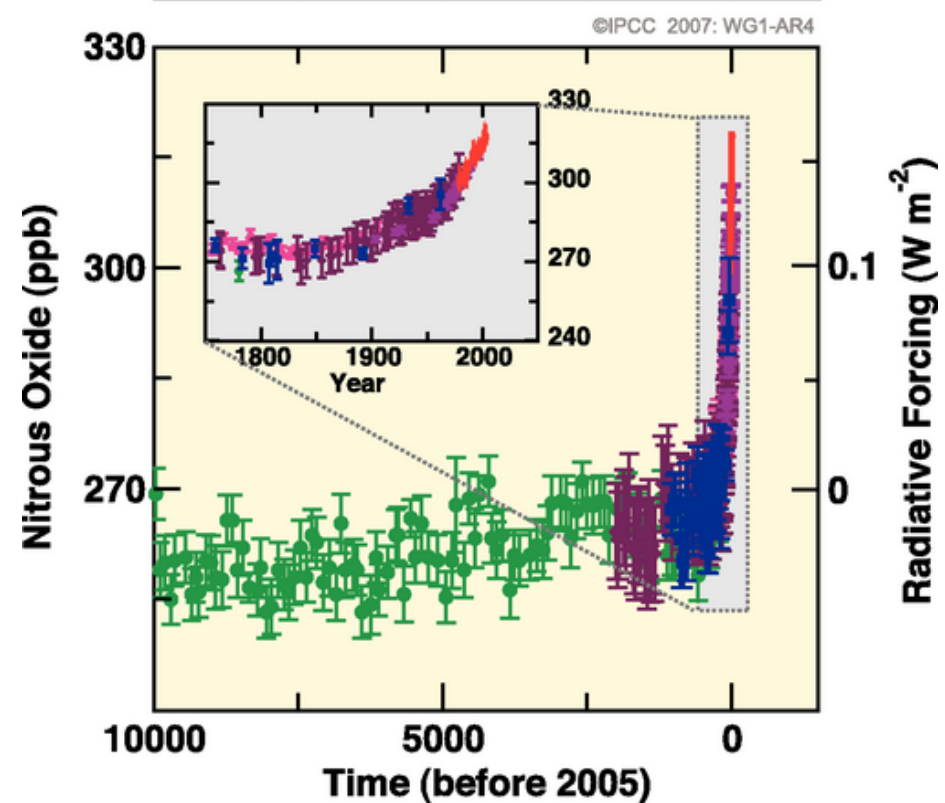 ©IPCC 2007: WG1-AR4
330
300
270
Nitrous Oxide (ppb)
330
300
270
240
1800 1900 2000
Year
0.1
0
Radiative Forcing (W m-2)
10000 5000 0
Time (before 2005)